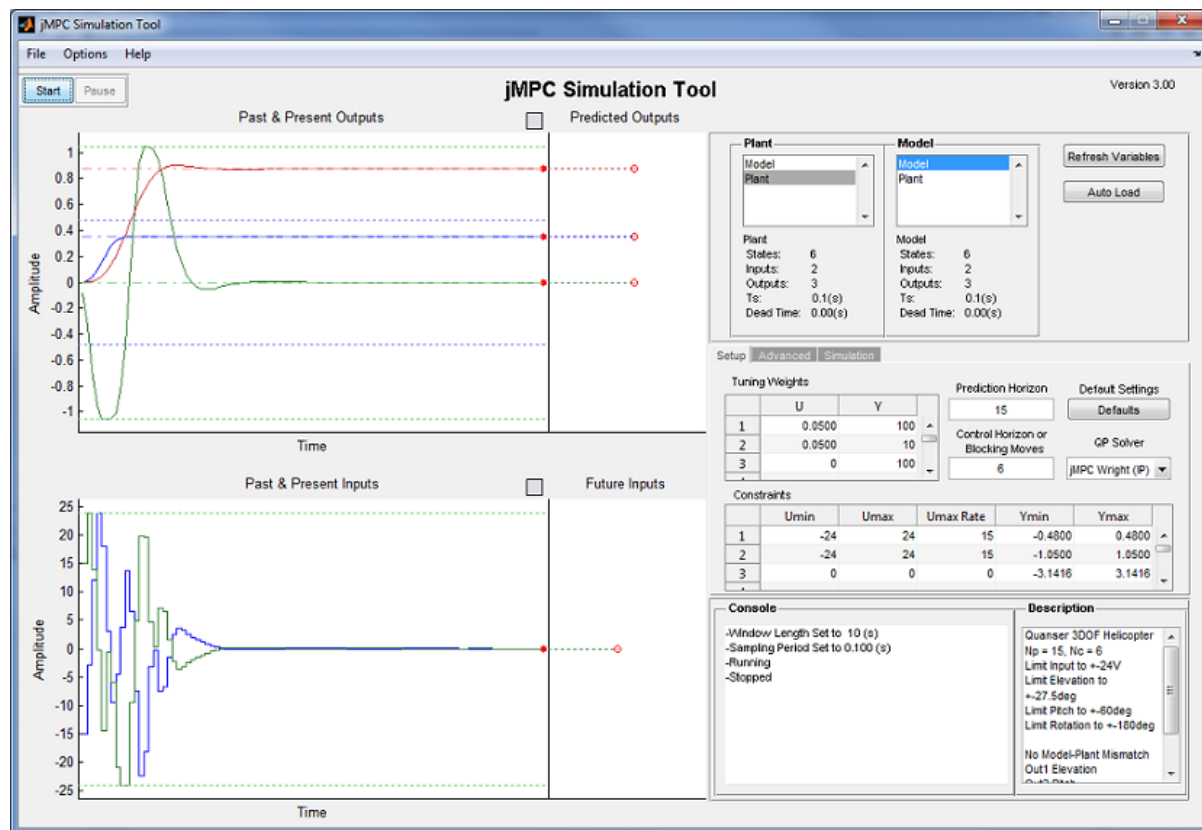 jMPC Simulation Tool
File Options Help
Start Pause
jMPC Simulation Tool
Version 3.00
Past & Present Outputs
Predicted Outputs
1
0.8
0.6
0.4
0.2
0
-0.2
-0.4
-0.6
-0.8
-1
Amplitude
Time
Past & Present Inputs
Future Inputs
25
20
15
10
5
0
-5
-10
-15
-20
-25
Amplitude
Time
Plant
Model
Plant
Plant
States: 6
Inputs: 2
Outputs: 3
Ts: 0.1(s)
Dead Time: 0.00(s)
Model
Model
Plant
Model
States: 6
Inputs: 2
Outputs: 3
Ts: 0.1(s)
Dead Time: 0.00(s)
Refresh Variables
Auto Load
Setup Advanced Simulation
Tuning Weights
U Y
1 0.0500 100
2 0.0500 10
3 0 100
Prediction Horizon
15
Control Horizon or
Blocking Moves
6
Default Settings
Defaults
QP Solver
jMPC Wright (IP)
Constraints
Umin Umax Umax Rate Ymin Ymax
1 -24 24 15 -0.4800 0.4800
2 -24 24 15 -1.0500 1.0500
3 0 0 0 -3.1416 3.1416
Console
-Window Length Set to 10 (s)
-Sampling Period Set to 0.100 (s)
-Running
-Stopped
Description
Quanser 3DOF Helicopter
Np = 15, Nc = 6
Limit Input to +-24V
Limit Elevation to
+-27.5deg
Limit Pitch to +-60deg
Limit Rotation to +-180deg
No Model-Plant Mismatch
Out1 Elevation